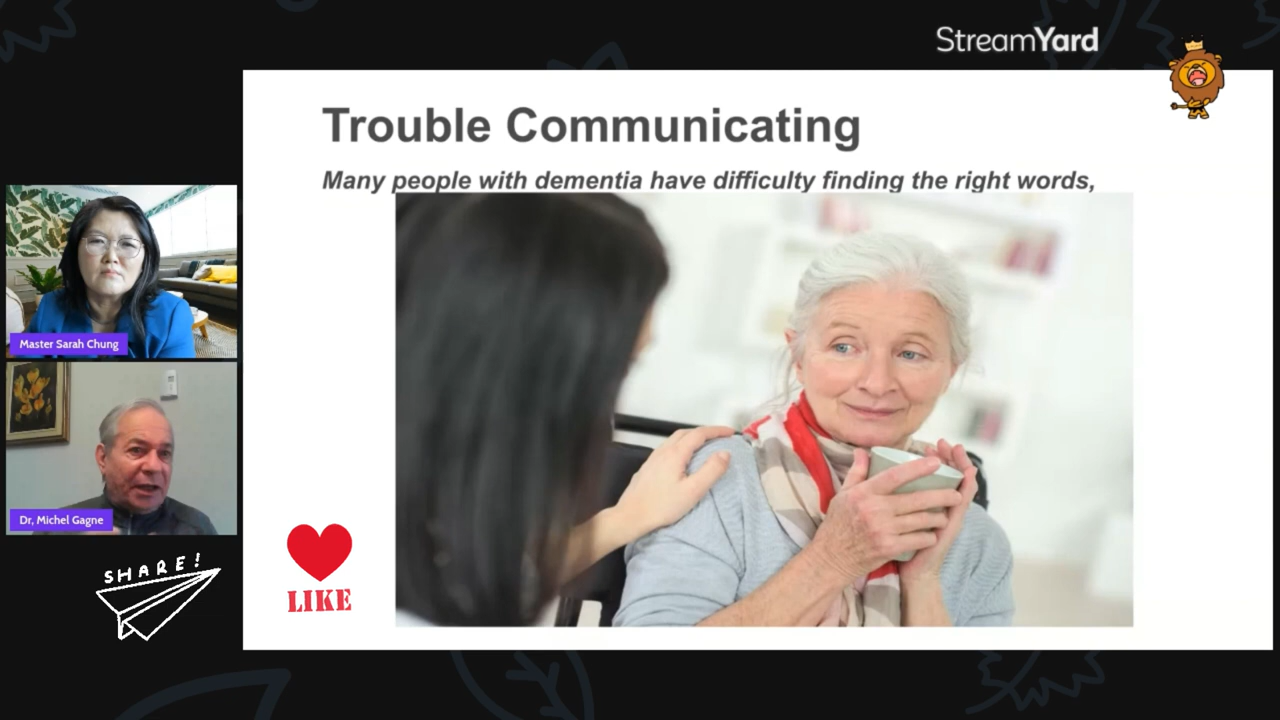 StreamYard
Trouble Communicating
Many people with dementia have difficulty finding the right words,
Master Sarah Chung
Dr, Michel Gagne
SHARE!
LIKE